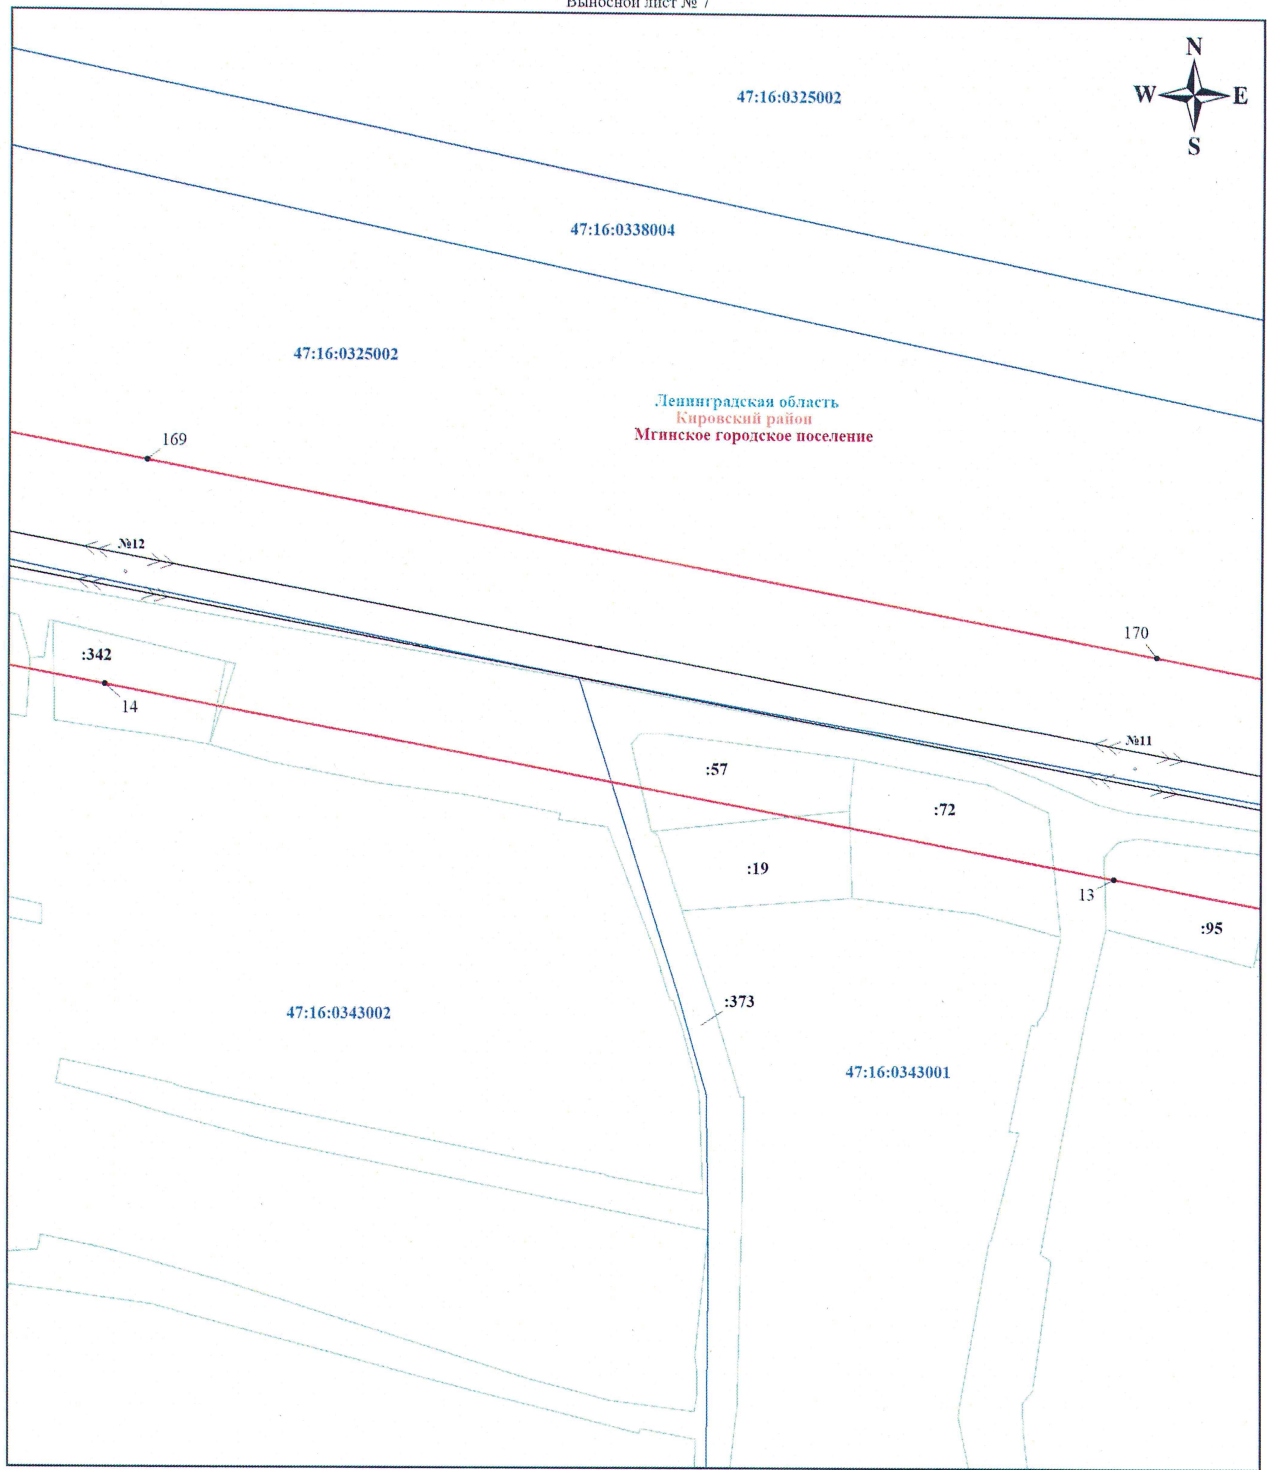 Выносной лист № 7
N
W E
S
47:16:0325002
47:16:0338004
47:16:0325002
Ленинградская область
Кировский район
Мгинское городское поселение
169
№12
170
:342
14
№11
:57
:72
:19
13
:95
:373
47:16:0343002
47:16:0343001